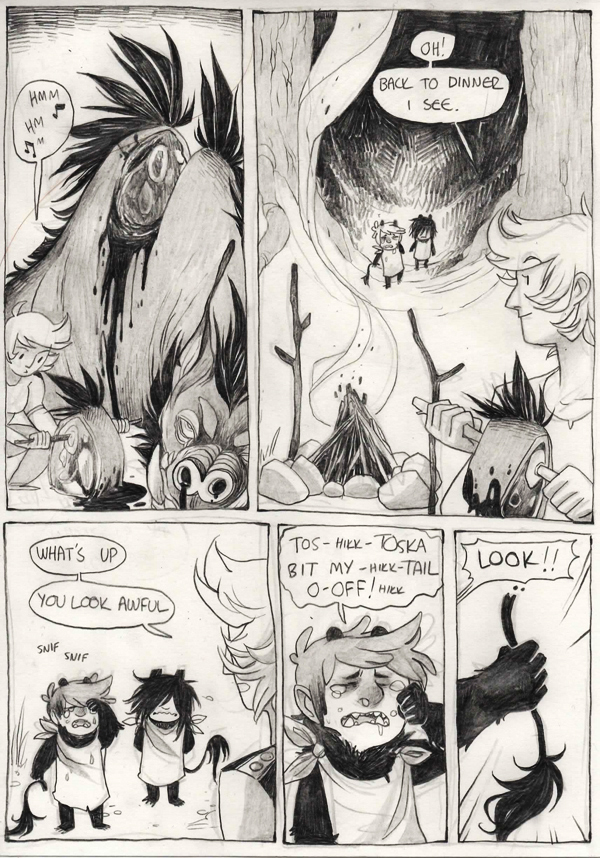 HMM
HM
M
OH!
BACK TO DINNER
I SEE.
WHAT'S UP
YOU LOOK AWFUL
SNIF
SNIF
TOS-HIKK-TOSKA
BIT MY -HIKK-TAIL
O-OFF! HIKK
LOOK!!